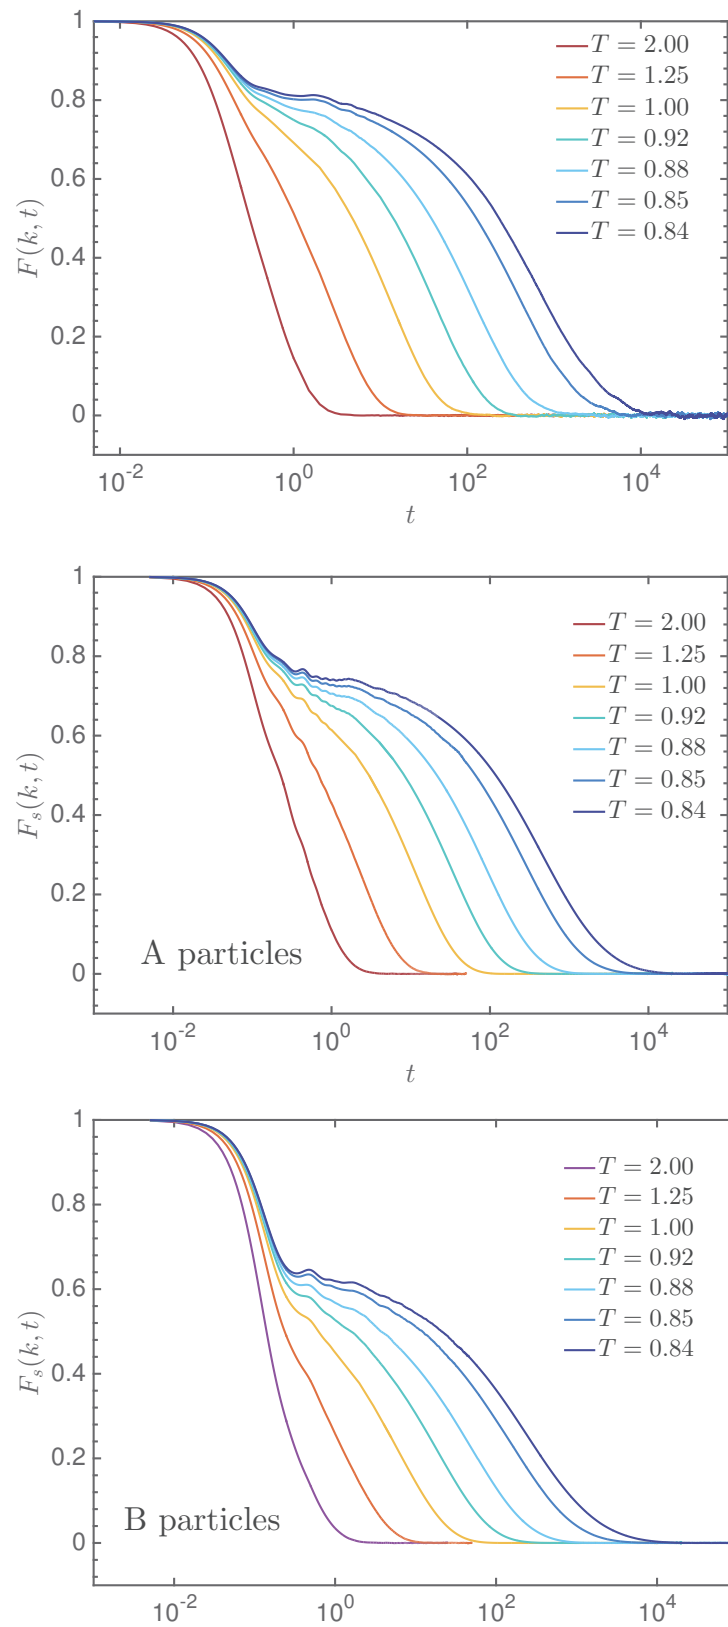 1
0.8
0.6
0.4
0.2
0
F(k, t)
T = 2.00
T = 1.25
T = 1.00
T = 0.92
T = 0.88
T = 0.85
T = 0.84
10^-2
10^0
10^2
10^4
t
1
0.8
0.6
0.4
0.2
0
F_s(k, t)
T = 2.00
T = 1.25
T = 1.00
T = 0.92
T = 0.88
T = 0.85
T = 0.84
A particles
10^-2
10^0
10^2
10^4
t
1
0.8
0.6
0.4
0.2
0
F_s(k, t)
T = 2.00
T = 1.25
T = 1.00
T = 0.92
T = 0.88
T = 0.85
T = 0.84
B particles
10^-2
10^0
10^2
10^4